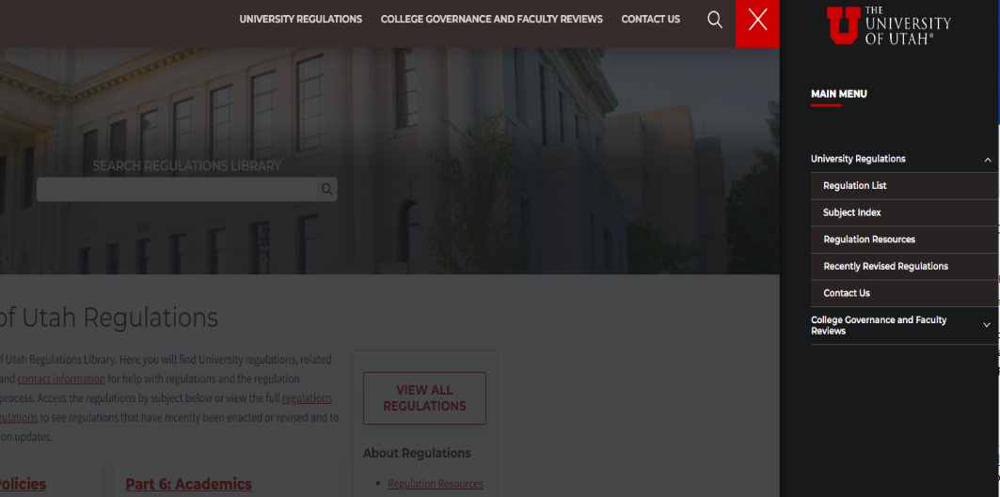 UNIVERSITY REGULATIONS COLLEGE GOVERNANCE AND FACULTY REVIEWS CONTACT US
THE
UNIVERSITY
OF UTAH®
MAIN MENU
University Regulations
Regulation List
Subject Index
Regulation Resources
Recently Revised Regulations
Contact Us
College Governance and Faculty
Reviews
SEARCH REGULATIONS LIBRARY
of Utah Regulations
f Utah Regulations Library. Here you will find University regulations, related
and contact information for help with regulations and the regulation
process. Access the regulations by subject below or view the full regulations
gulations to see regulations that have recently been enacted or revised and to
on updates.
VIEW ALL
REGULATIONS
About Regulations
• Regulation Resources
olicies
Part 6: Academics